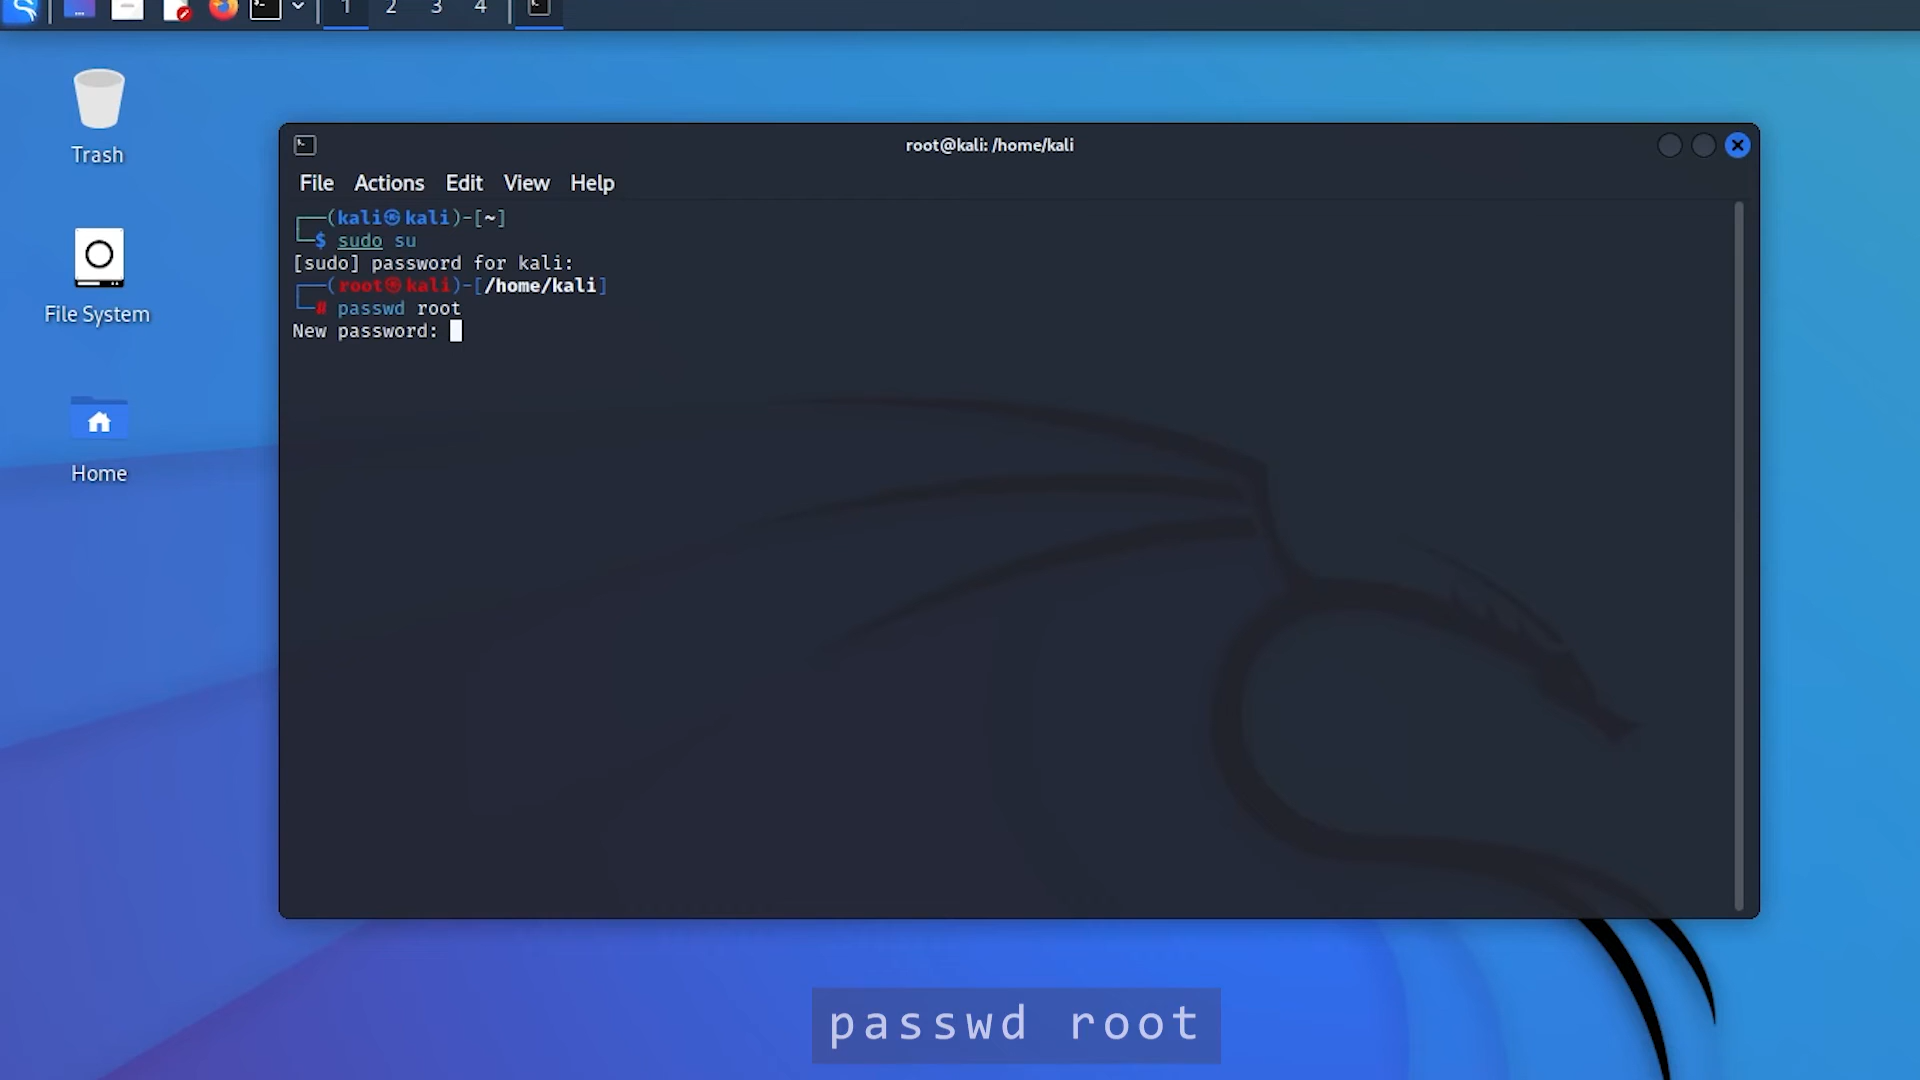 1 2 3 4
Trash
File System
Home
root@kali: /home/kali
File Actions Edit View Help
┌──(kali㉿kali)-[~]
└─$ sudo su
[sudo] password for kali:
┌──(root㉿kali)-[/home/kali]
└─# passwd root
New password:
passwd root